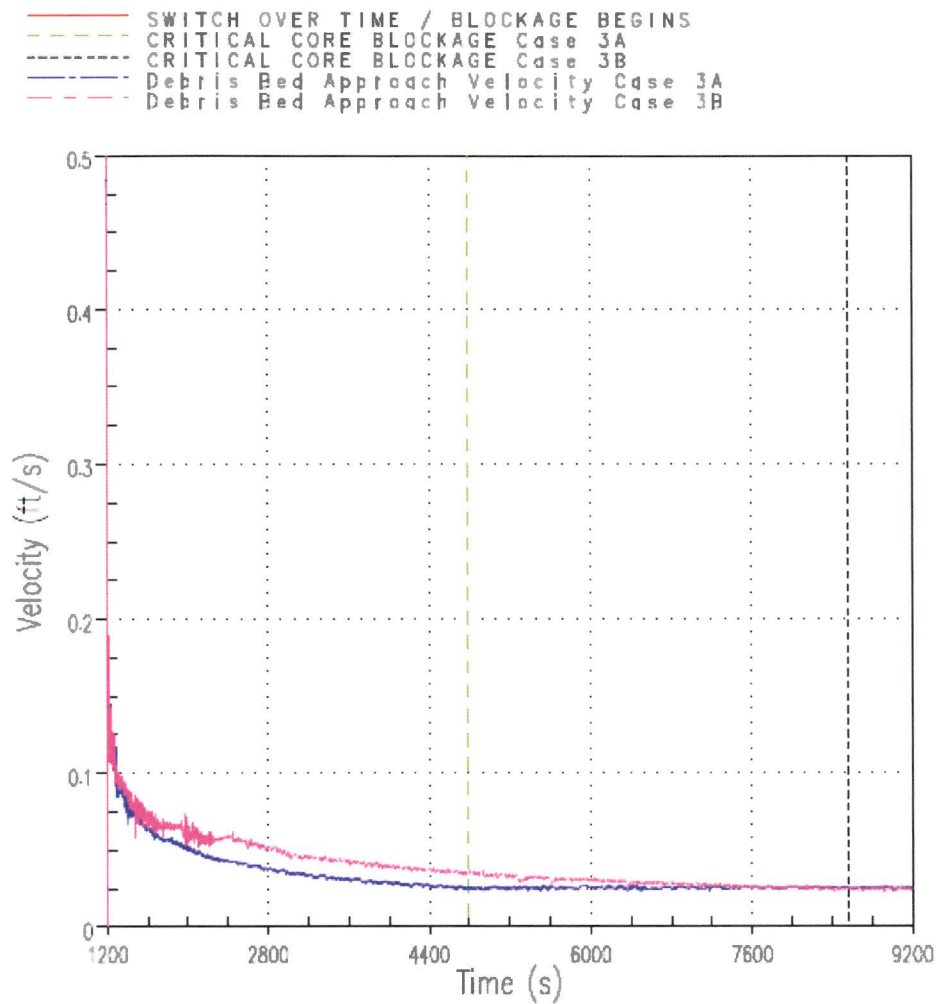 SWITCH OVER TIME / BLOCKAGE BEGINS
CRITICAL CORE BLOCKAGE Case 3A
CRITICAL CORE BLOCKAGE Case 3B
Debris Bed Approach Velocity Case 3A
Debris Bed Approach Velocity Case 3B
0.5
0.4
0.3
0.2
0.1
0
Velocity (ft/s)
1200 2800 4400 6000 7600 9200
Time (s)